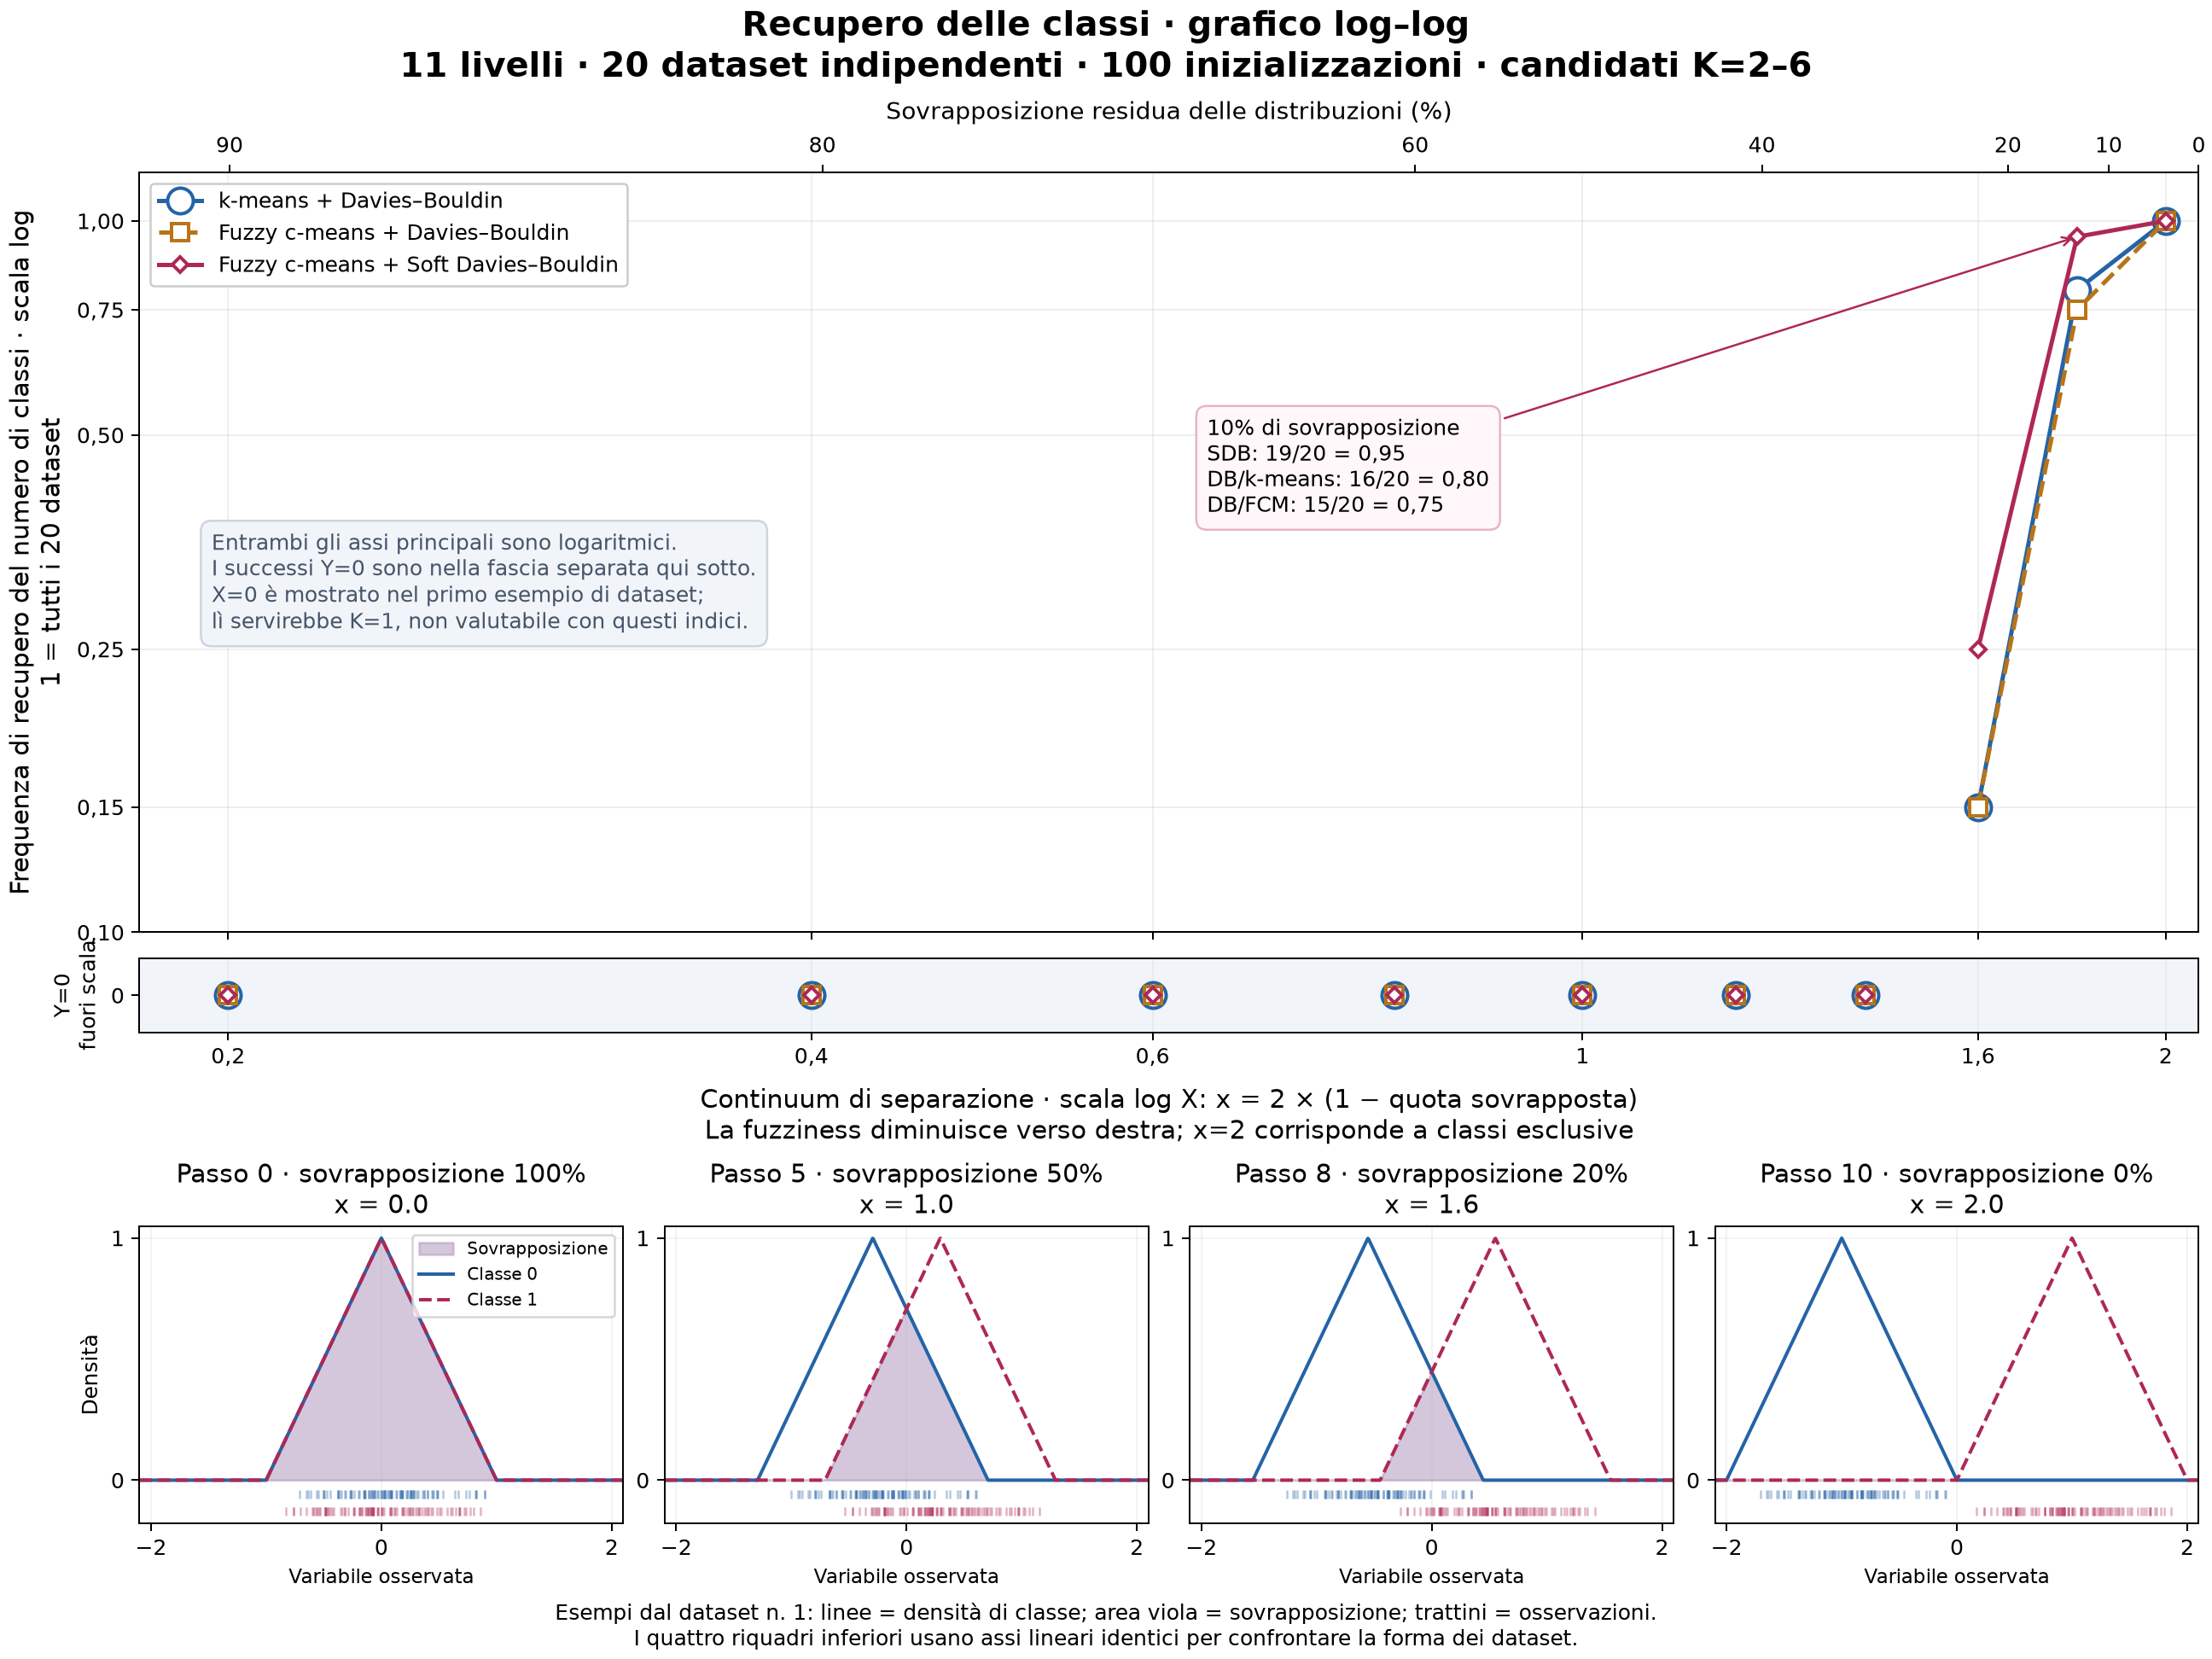 Recupero delle classi · grafico log–log
11 livelli · 20 dataset indipendenti · 100 inizializzazioni · candidati K=2–6
Sovrapposizione residua delle distribuzioni (%)
90 80 60 40 20 10 0
k-means + Davies–Bouldin
Fuzzy c-means + Davies–Bouldin
Fuzzy c-means + Soft Davies–Bouldin
Frequenza di recupero del numero di classi · scala log
1 = tutti i 20 dataset
1,00
0,75
0,50
0,25
0,15
0,10
10% di sovrapposizione
SDB: 19/20 = 0,95
DB/k-means: 16/20 = 0,80
DB/FCM: 15/20 = 0,75
Entrambi gli assi principali sono logaritmici.
I successi Y=0 sono nella fascia separata qui sotto.
X=0 è mostrato nel primo esempio di dataset;
lì servirebbe K=1, non valutabile con questi indici.
Y=0
fuori scala
0
0,2 0,4 0,6 1 1,6 2
Continuum di separazione · scala log X: x = 2 × (1 − quota sovrapposta)
La fuzziness diminuisce verso destra; x=2 corrisponde a classi esclusive
Passo 0 · sovrapposizione 100%
x = 0.0
Densità
1
0
Sovrapposizione
Classe 0
Classe 1
−2 0 2
Variabile osservata
Passo 5 · sovrapposizione 50%
x = 1.0
1
0
−2 0 2
Variabile osservata
Passo 8 · sovrapposizione 20%
x = 1.6
1
0
−2 0 2
Variabile osservata
Passo 10 · sovrapposizione 0%
x = 2.0
1
0
−2 0 2
Variabile osservata
Esempi dal dataset n. 1: linee = densità di classe; area viola = sovrapposizione; trattini = osservazioni.
I quattro riquadri inferiori usano assi lineari identici per confrontare la forma dei dataset.